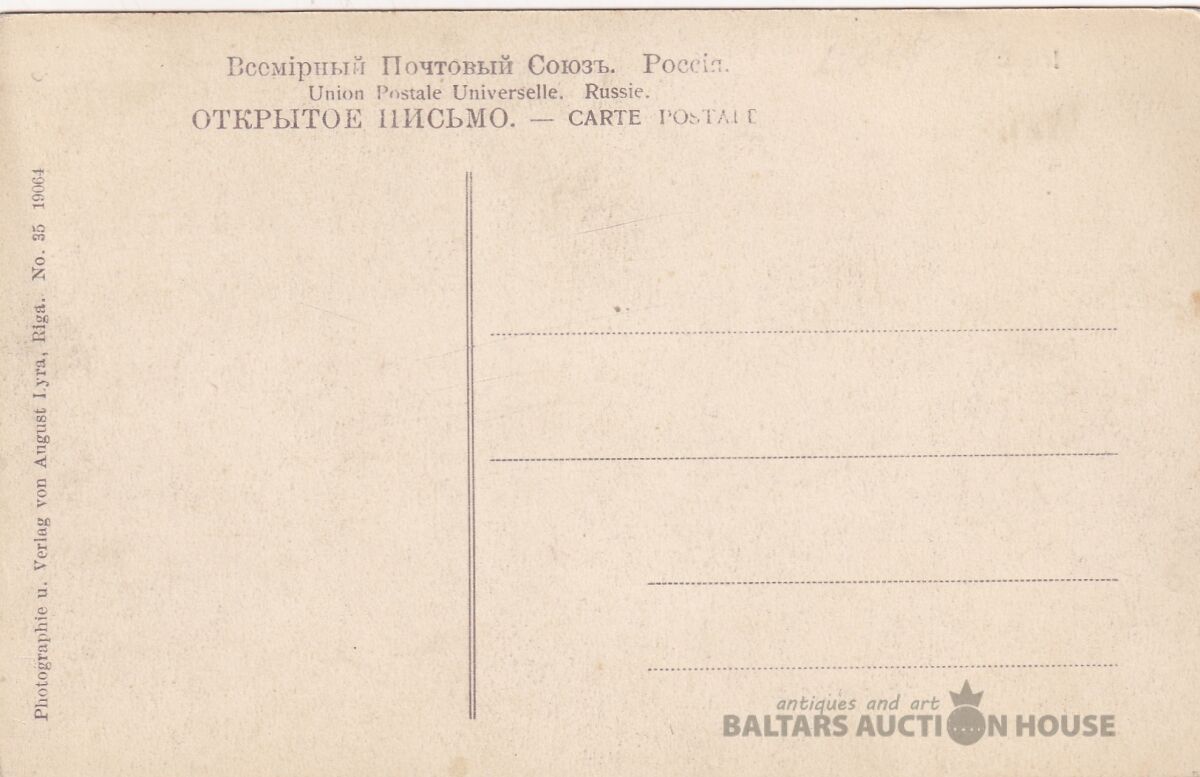 Всемірный Почтовый Союзъ. Россія.
Union Postale Universelle. Russie.
ОТКРЫТОЕ ПИСЬМО. — CARTE POSTALE
Photographie u. Verlag von August Lyra, Riga. No. 35 19064
antiques and art
BALTARS AUCTION HOUSE